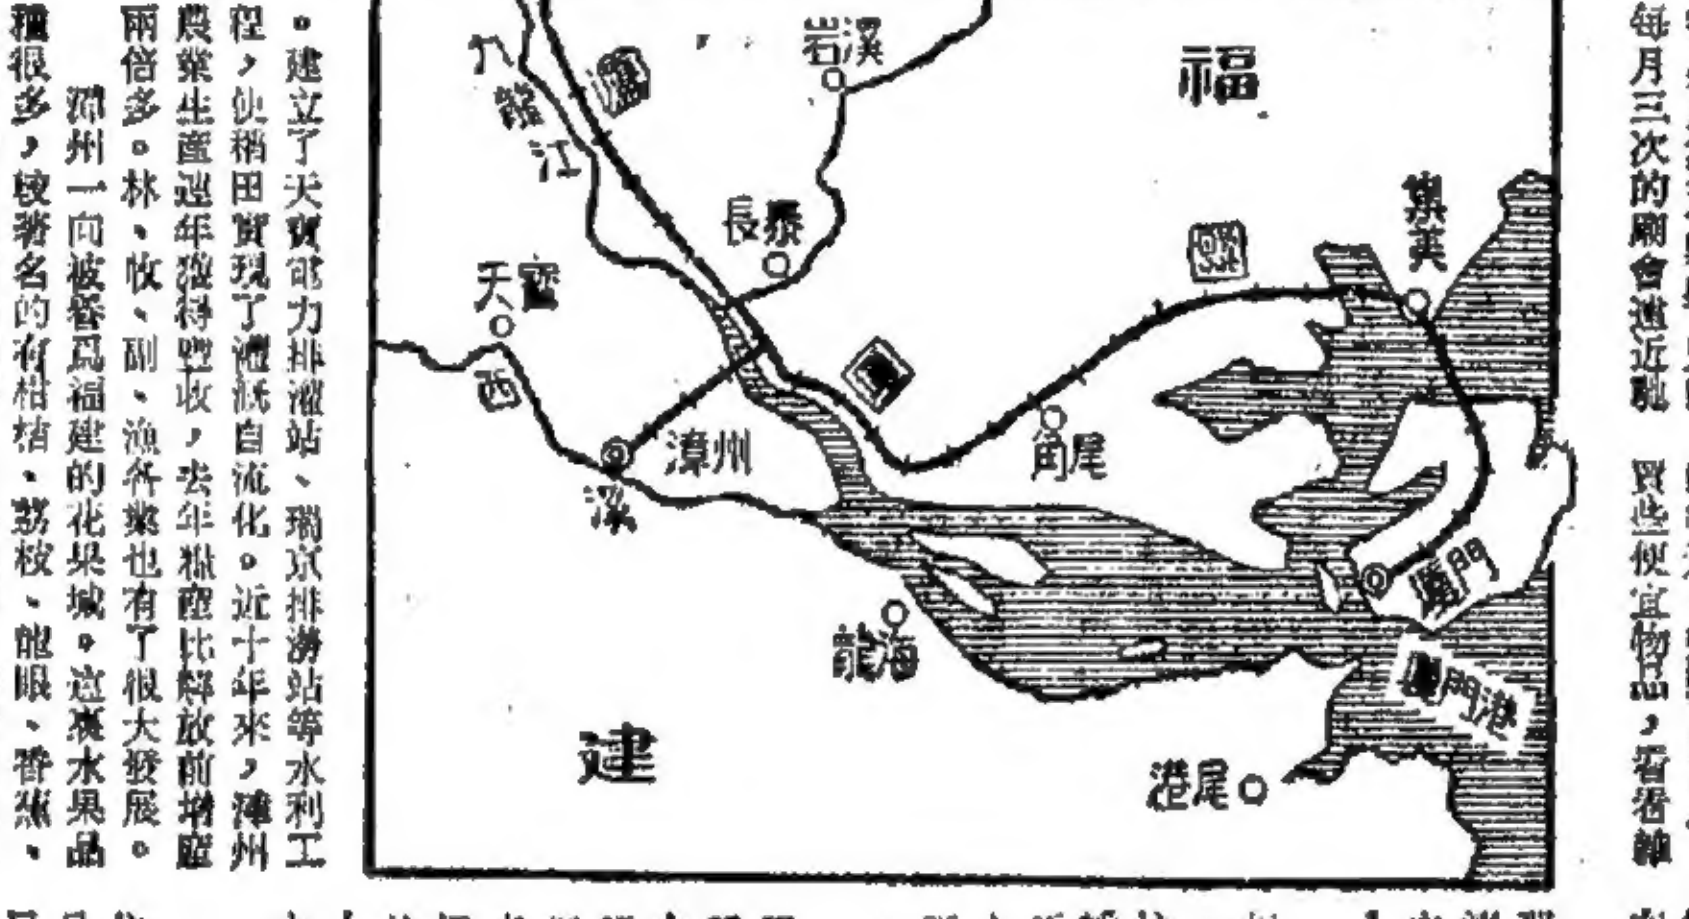 每月三次的劇會遠近馳
買些便宜物品，看看雜
福
建
岩溪
九龍江
長泰
天寶
西溪
漳州
角尾
集美
廈門
廈門港
龍海
港尾
鷹
廈
。建立了天寶電力排灌站、瑞京排澇站等水利工
程，使稻田實現了灌溉自流化。近十年來，漳州
農業生產連年獲得豐收，去年糧產比解放前增產
兩倍多。林、牧、副、漁各業也有了很大發展。
漳州一向被譽爲福建的花果城。這裏水果品
種很多，較著名的有柑桔、荔枝、龍眼、香蕉、